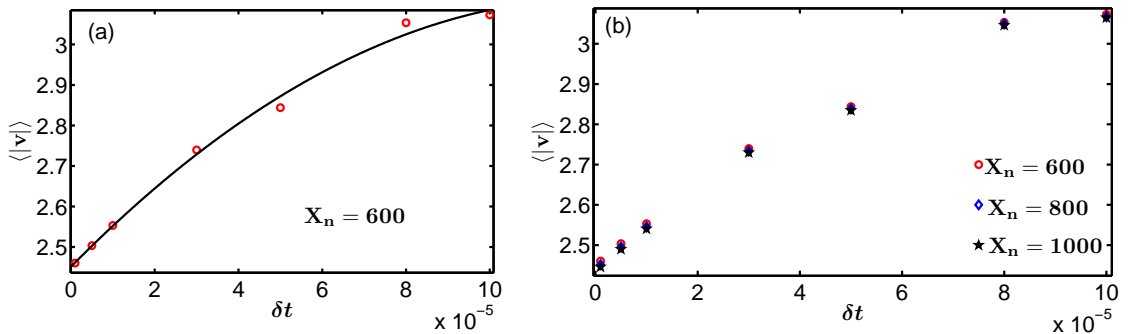 (a)
3
2.9
2.8
2.7
2.6
2.5
⟨|v|⟩
X_n = 600
0 2 4 6 8 10
δt
x 10^-5
(b)
3
2.9
2.8
2.7
2.6
2.5
⟨|v|⟩
X_n = 600
X_n = 800
X_n = 1000
0 2 4 6 8 10
δt
x 10^-5